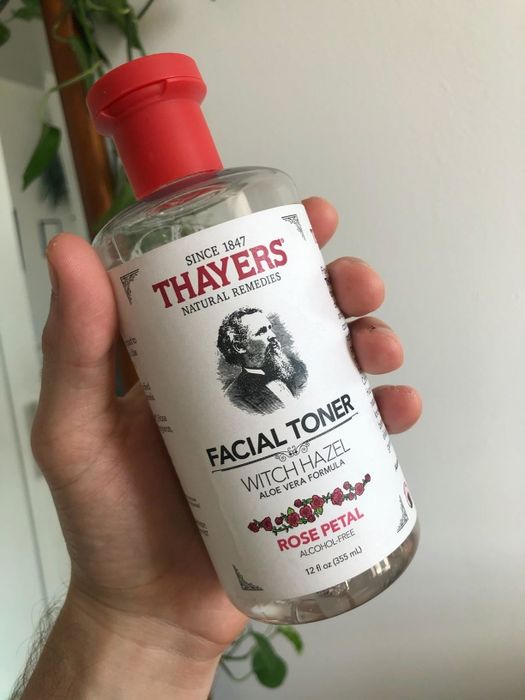 SINCE 1847
THAYERS®
NATURAL REMEDIES
FACIAL TONER
WITCH HAZEL
ALOE VERA FORMULA
ROSE PETAL
ALCOHOL-FREE
12 fl oz (355 mL)